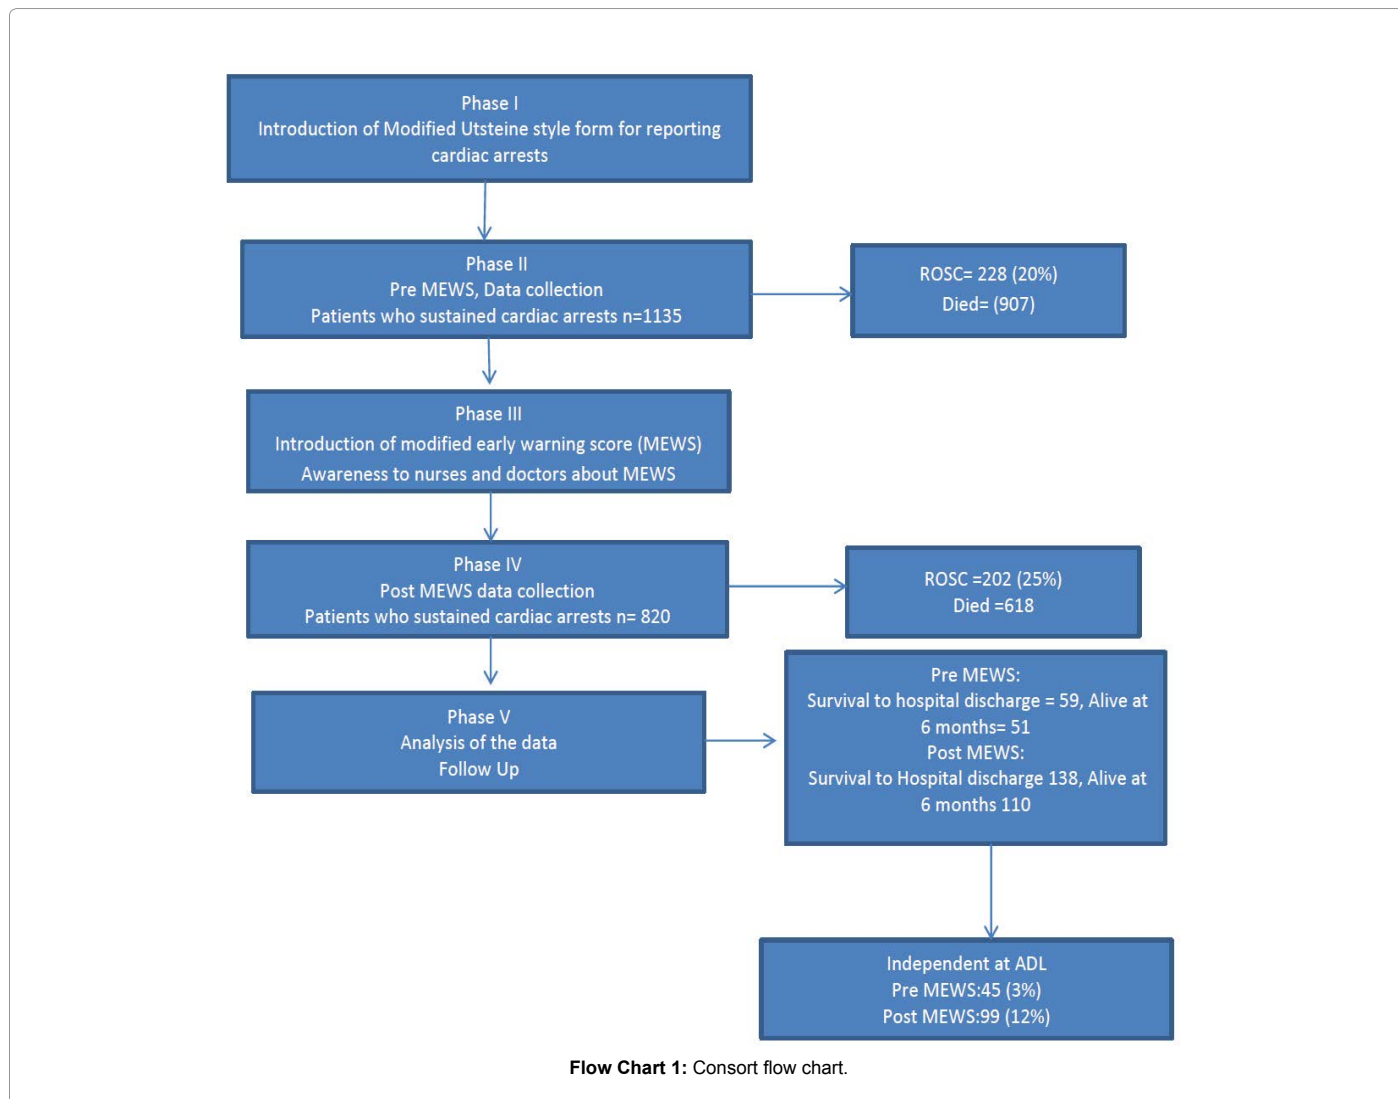 Phase I
Introduction of Modified Utsteine style form for reporting
cardiac arrests
Phase II
Pre MEWS, Data collection
Patients who sustained cardiac arrests n=1135
ROSC= 228 (20%)
Died= (907)
Phase III
Introduction of modified early warning score (MEWS)
Awareness to nurses and doctors about MEWS
Phase IV
Post MEWS data collection
Patients who sustained cardiac arrests n= 820
ROSC =202 (25%)
Died =618
Phase V
Analysis of the data
Follow Up
Pre MEWS:
Survival to hospital discharge = 59, Alive at
6 months= 51
Post MEWS:
Survival to Hospital discharge 138, Alive at
6 months 110
Independent at ADL
Pre MEWS:45 (3%)
Post MEWS:99 (12%)
Flow Chart 1: Consort flow chart.